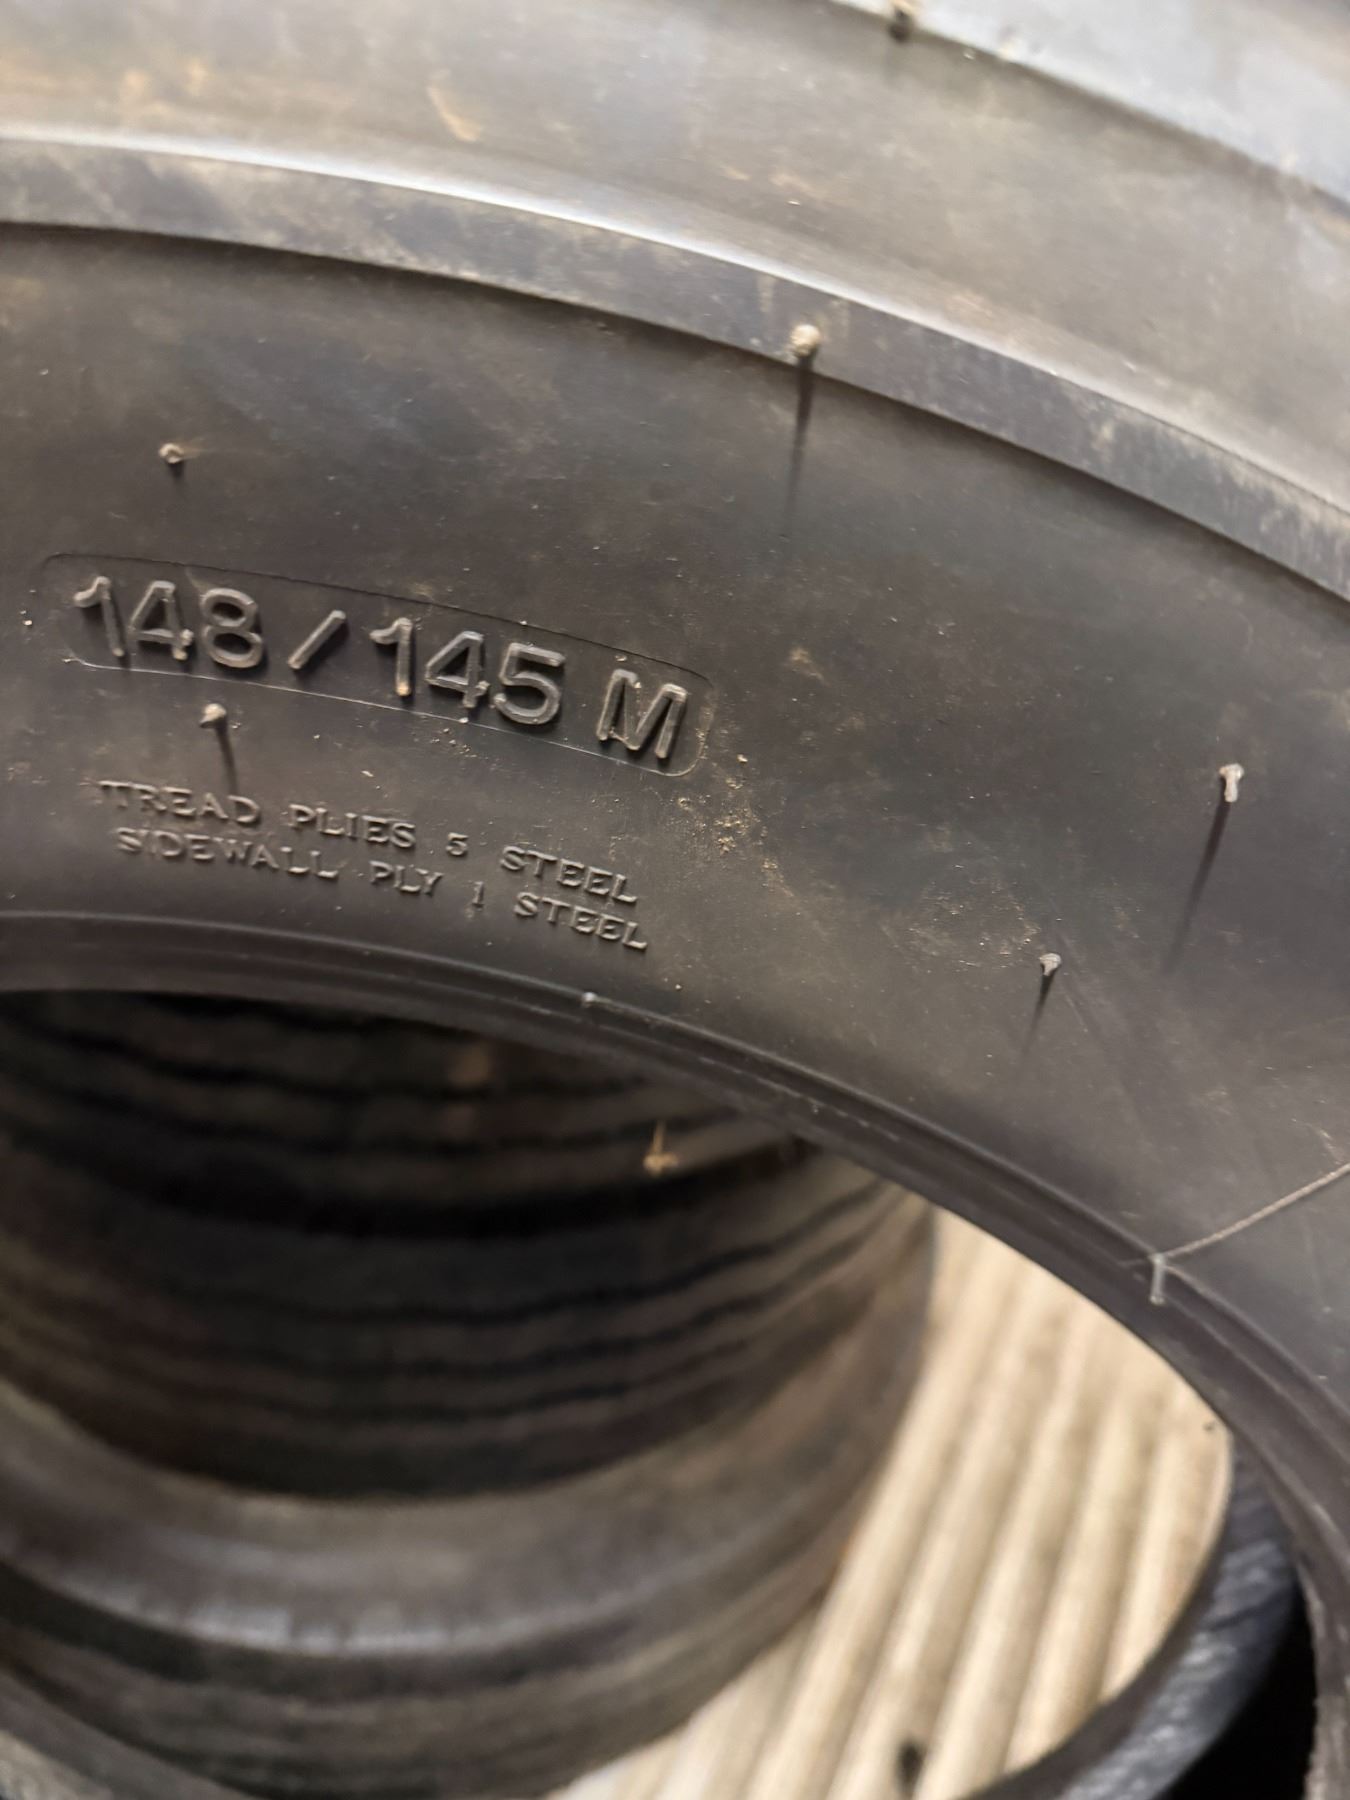 148/145 M
TREAD PLIES 5 STEEL
SIDEWALL PLY 1 STEEL